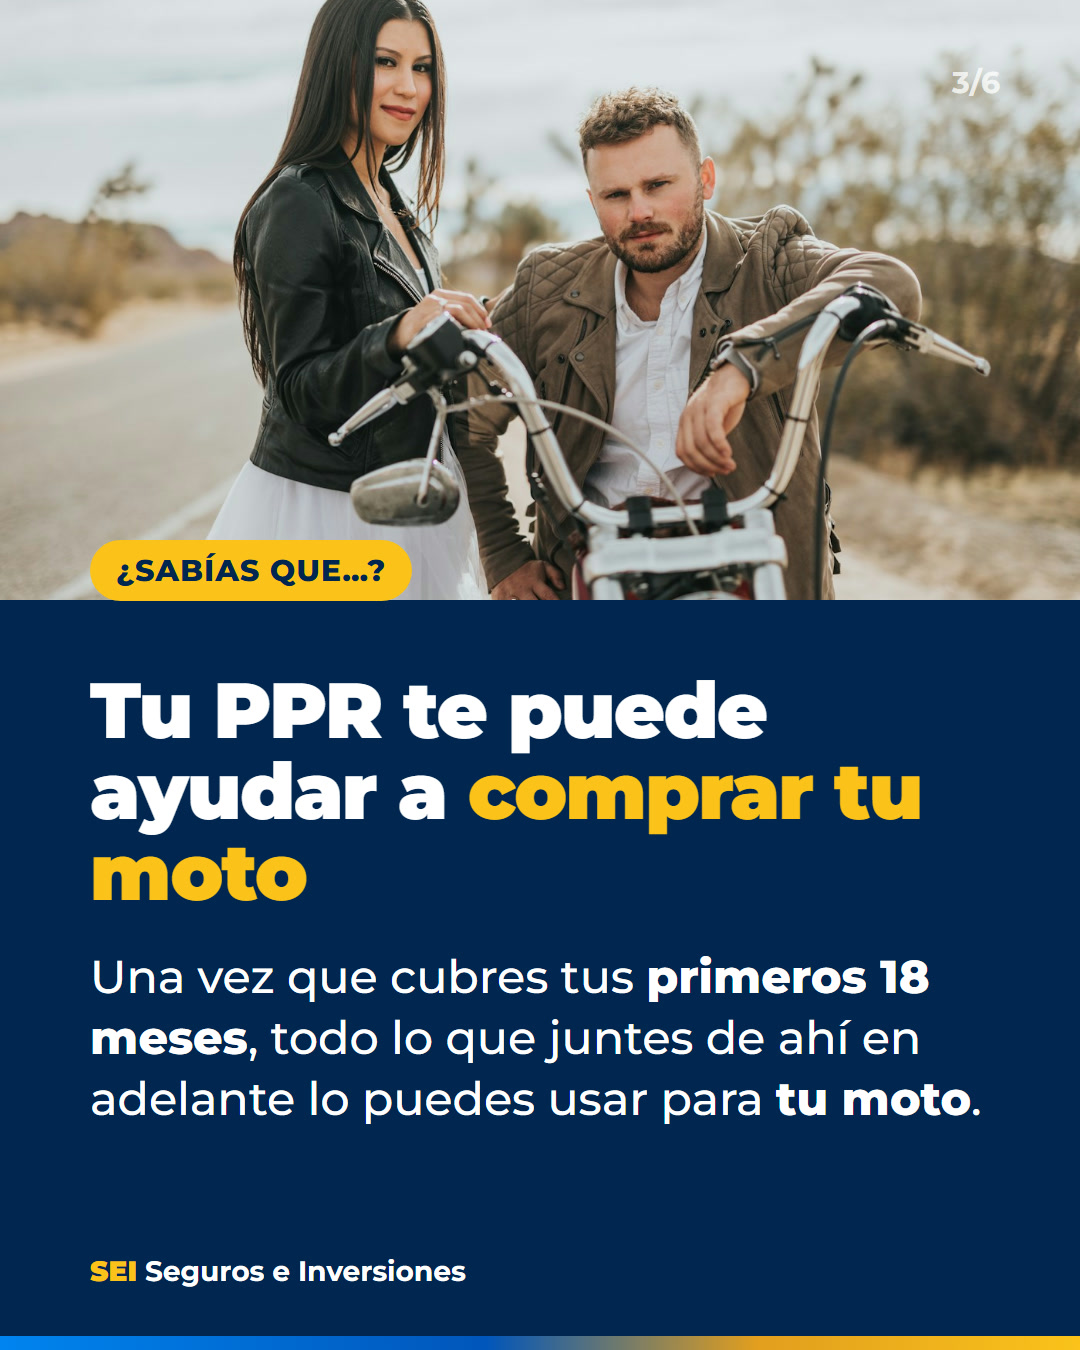 3/6
¿SABÍAS QUE...?
Tu PPR te puede
ayudar a comprar tu
moto
Una vez que cubres tus primeros 18
meses, todo lo que juntes de ahí en
adelante lo puedes usar para tu moto.
SEI Seguros e Inversiones